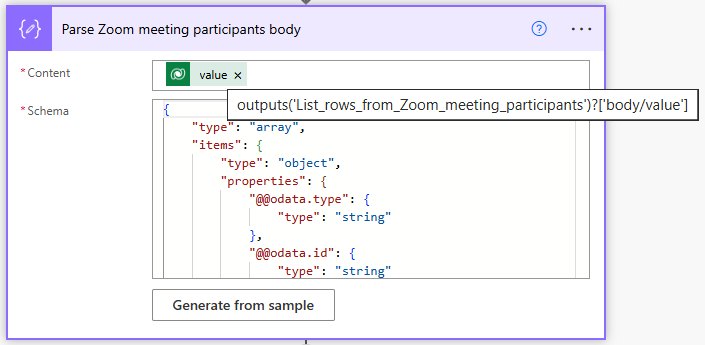 Parse Zoom meeting participants body
* Content
value ×
outputs('List_rows_from_Zoom_meeting_participants')?['body/value']
* Schema
{
"type": "array",
"items": {
"type": "object",
"properties": {
"@@odata.type": {
"type": "string"
},
"@@odata.id": {
"type": "string"
Generate from sample